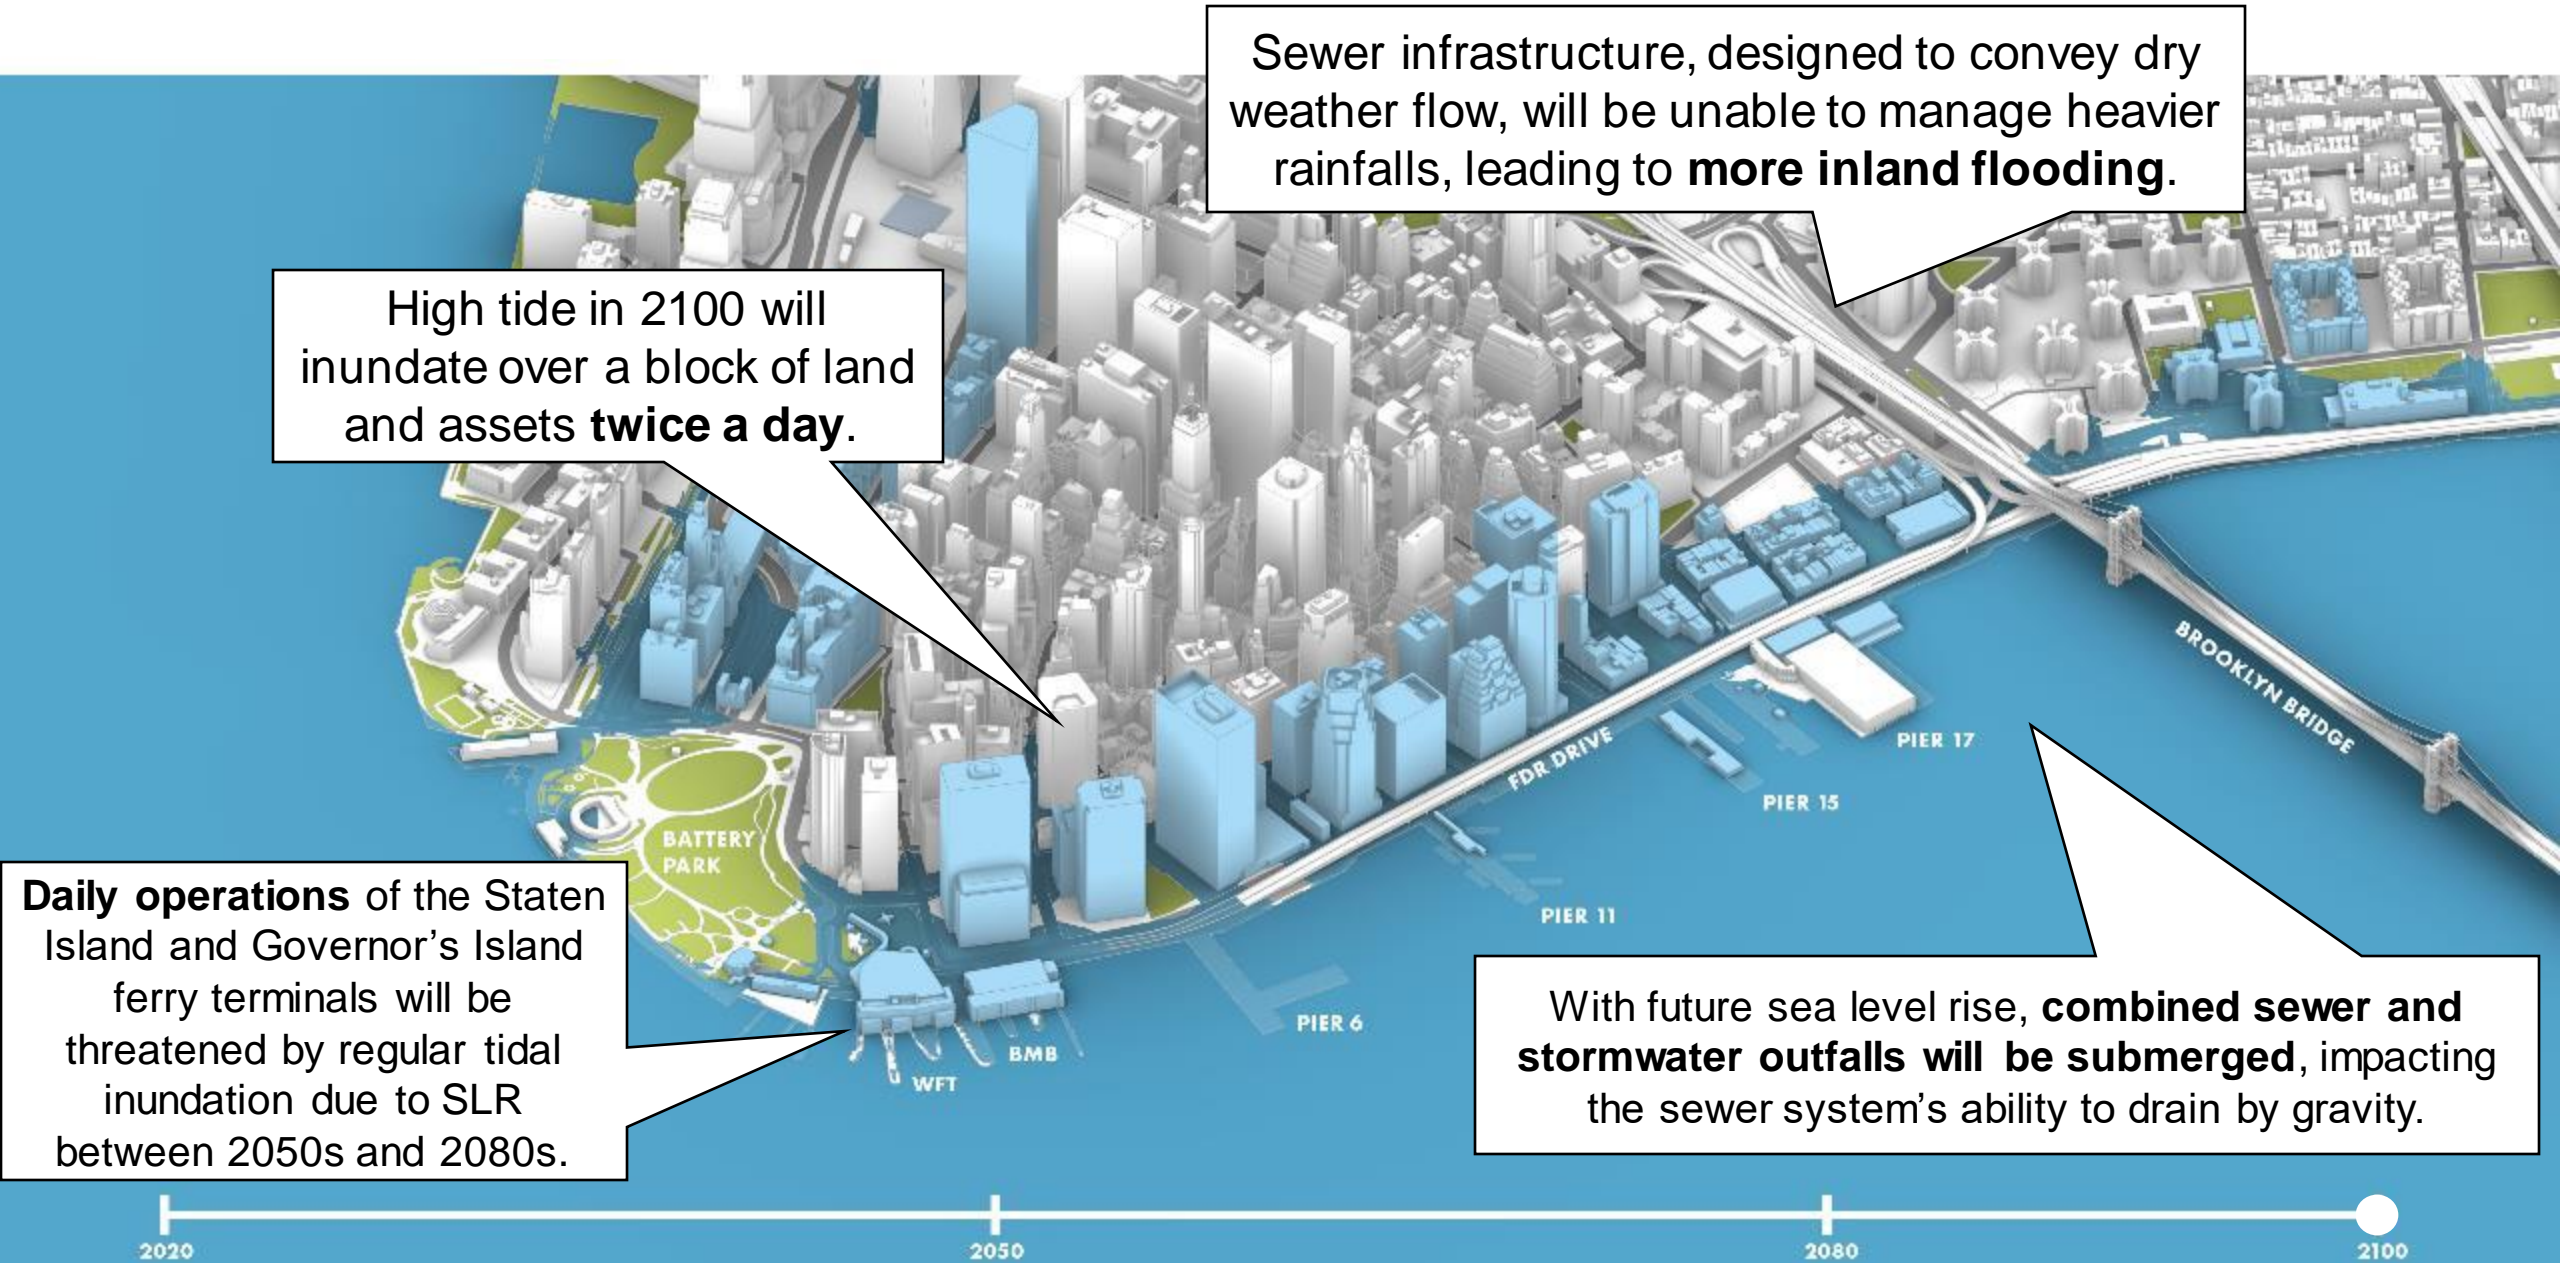 Sewer infrastructure, designed to convey dry
weather flow, will be unable to manage heavier
rainfalls, leading to more inland flooding.
High tide in 2100 will
inundate over a block of land
and assets twice a day.
BROOKLYN BRIDGE
FDR DRIVE
PIER 17
PIER 15
BATTERY
PARK
PIER 11
PIER 6
BMB
WFT
Daily operations of the Staten
Island and Governor’s Island
ferry terminals will be
threatened by regular tidal
inundation due to SLR
between 2050s and 2080s.
With future sea level rise, combined sewer and
stormwater outfalls will be submerged, impacting
the sewer system’s ability to drain by gravity.
2020
2050
2080
2100